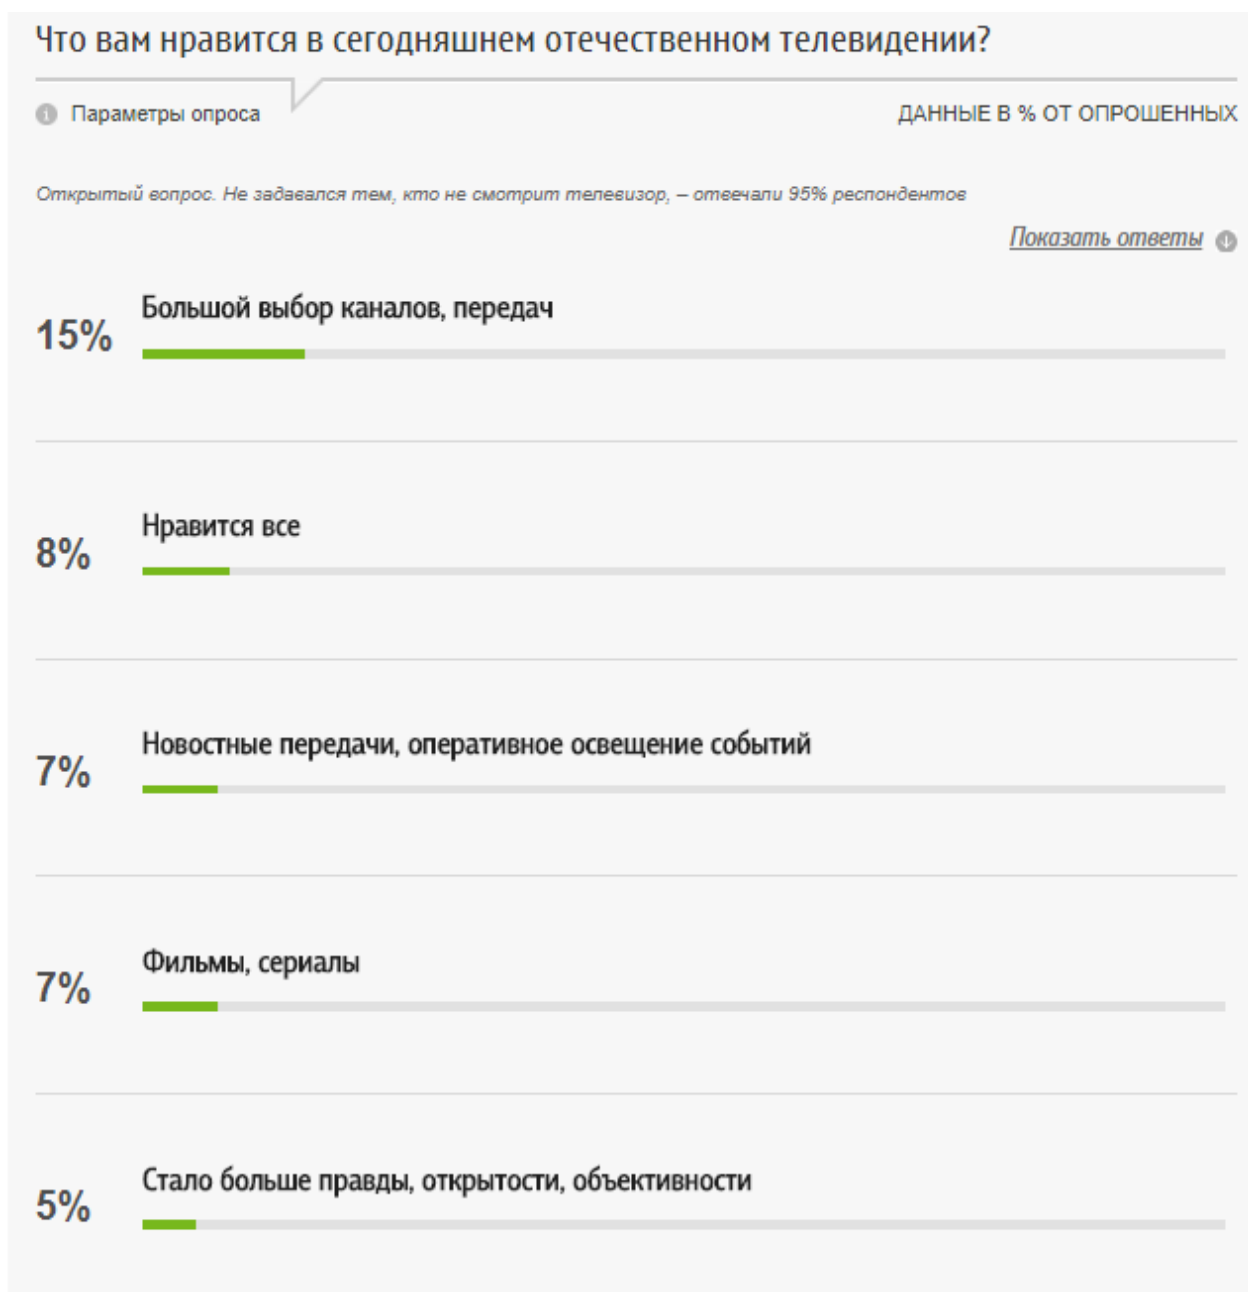 Что вам нравится в сегодняшнем отечественном телевидении?
Параметры опроса
ДАННЫЕ В % ОТ ОПРОШЕННЫХ
Открытый вопрос. Не задавался тем, кто не смотрит телевизор, – отвечали 95% респондентов
Показать ответы
Большой выбор каналов, передач
15%
Нравится все
8%
Новостные передачи, оперативное освещение событий
7%
Фильмы, сериалы
7%
Стало больше правды, открытости, объективности
5%